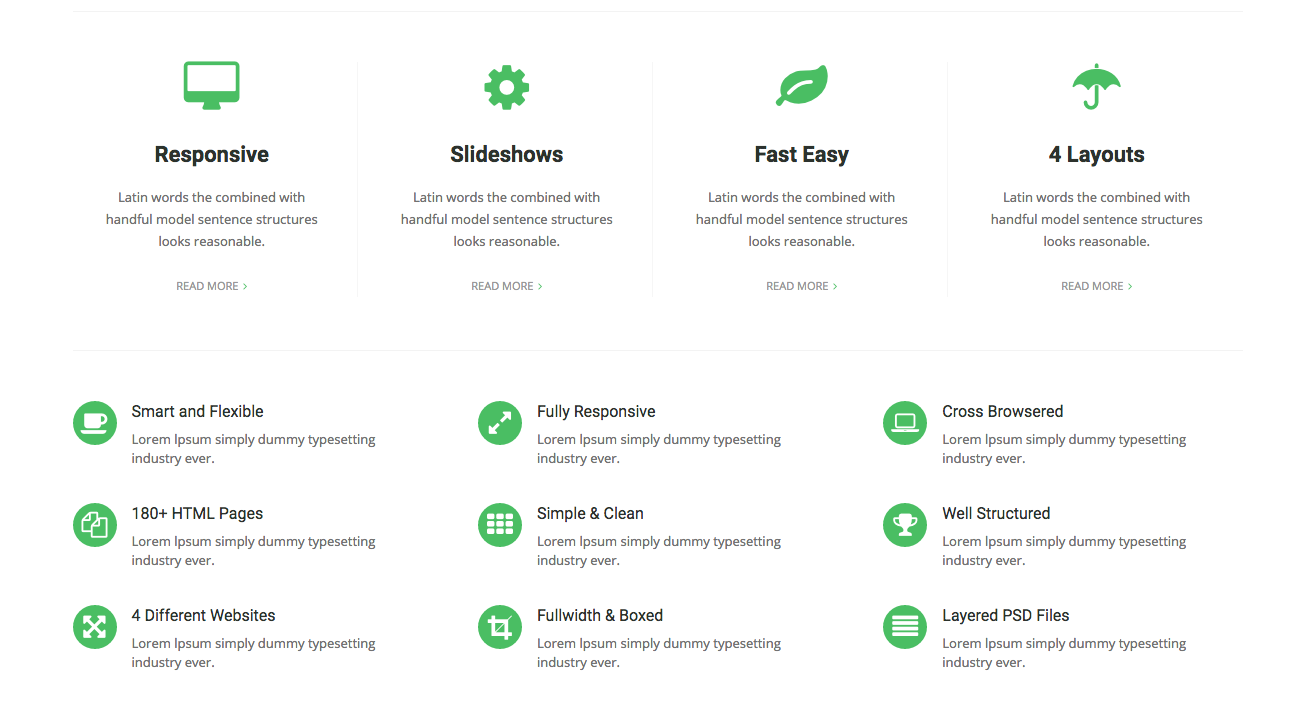 Responsive
Latin words the combined with
handful model sentence structures
looks reasonable.
READ MORE >
Slideshows
Latin words the combined with
handful model sentence structures
looks reasonable.
READ MORE >
Fast Easy
Latin words the combined with
handful model sentence structures
looks reasonable.
READ MORE >
4 Layouts
Latin words the combined with
handful model sentence structures
looks reasonable.
READ MORE >
Smart and Flexible
Lorem Ipsum simply dummy typesetting
industry ever.
Fully Responsive
Lorem Ipsum simply dummy typesetting
industry ever.
Cross Browsered
Lorem Ipsum simply dummy typesetting
industry ever.
180+ HTML Pages
Lorem Ipsum simply dummy typesetting
industry ever.
Simple & Clean
Lorem Ipsum simply dummy typesetting
industry ever.
Well Structured
Lorem Ipsum simply dummy typesetting
industry ever.
4 Different Websites
Lorem Ipsum simply dummy typesetting
industry ever.
Fullwidth & Boxed
Lorem Ipsum simply dummy typesetting
industry ever.
Layered PSD Files
Lorem Ipsum simply dummy typesetting
industry ever.